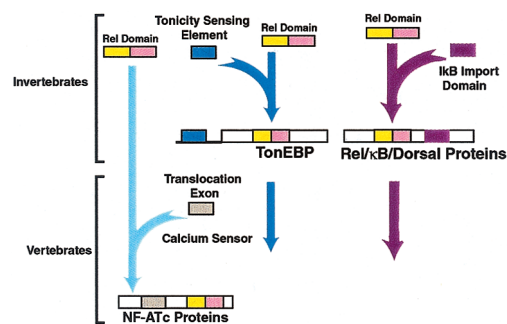 Tonicity Sensing
Element
Rel Domain
Rel Domain
Rel Domain
Invertebrates
IkB Import
Domain
TonEBP
Rel/κB/Dorsal Proteins
Translocation
Exon
Calcium Sensor
Vertebrates
NF-ATc Proteins